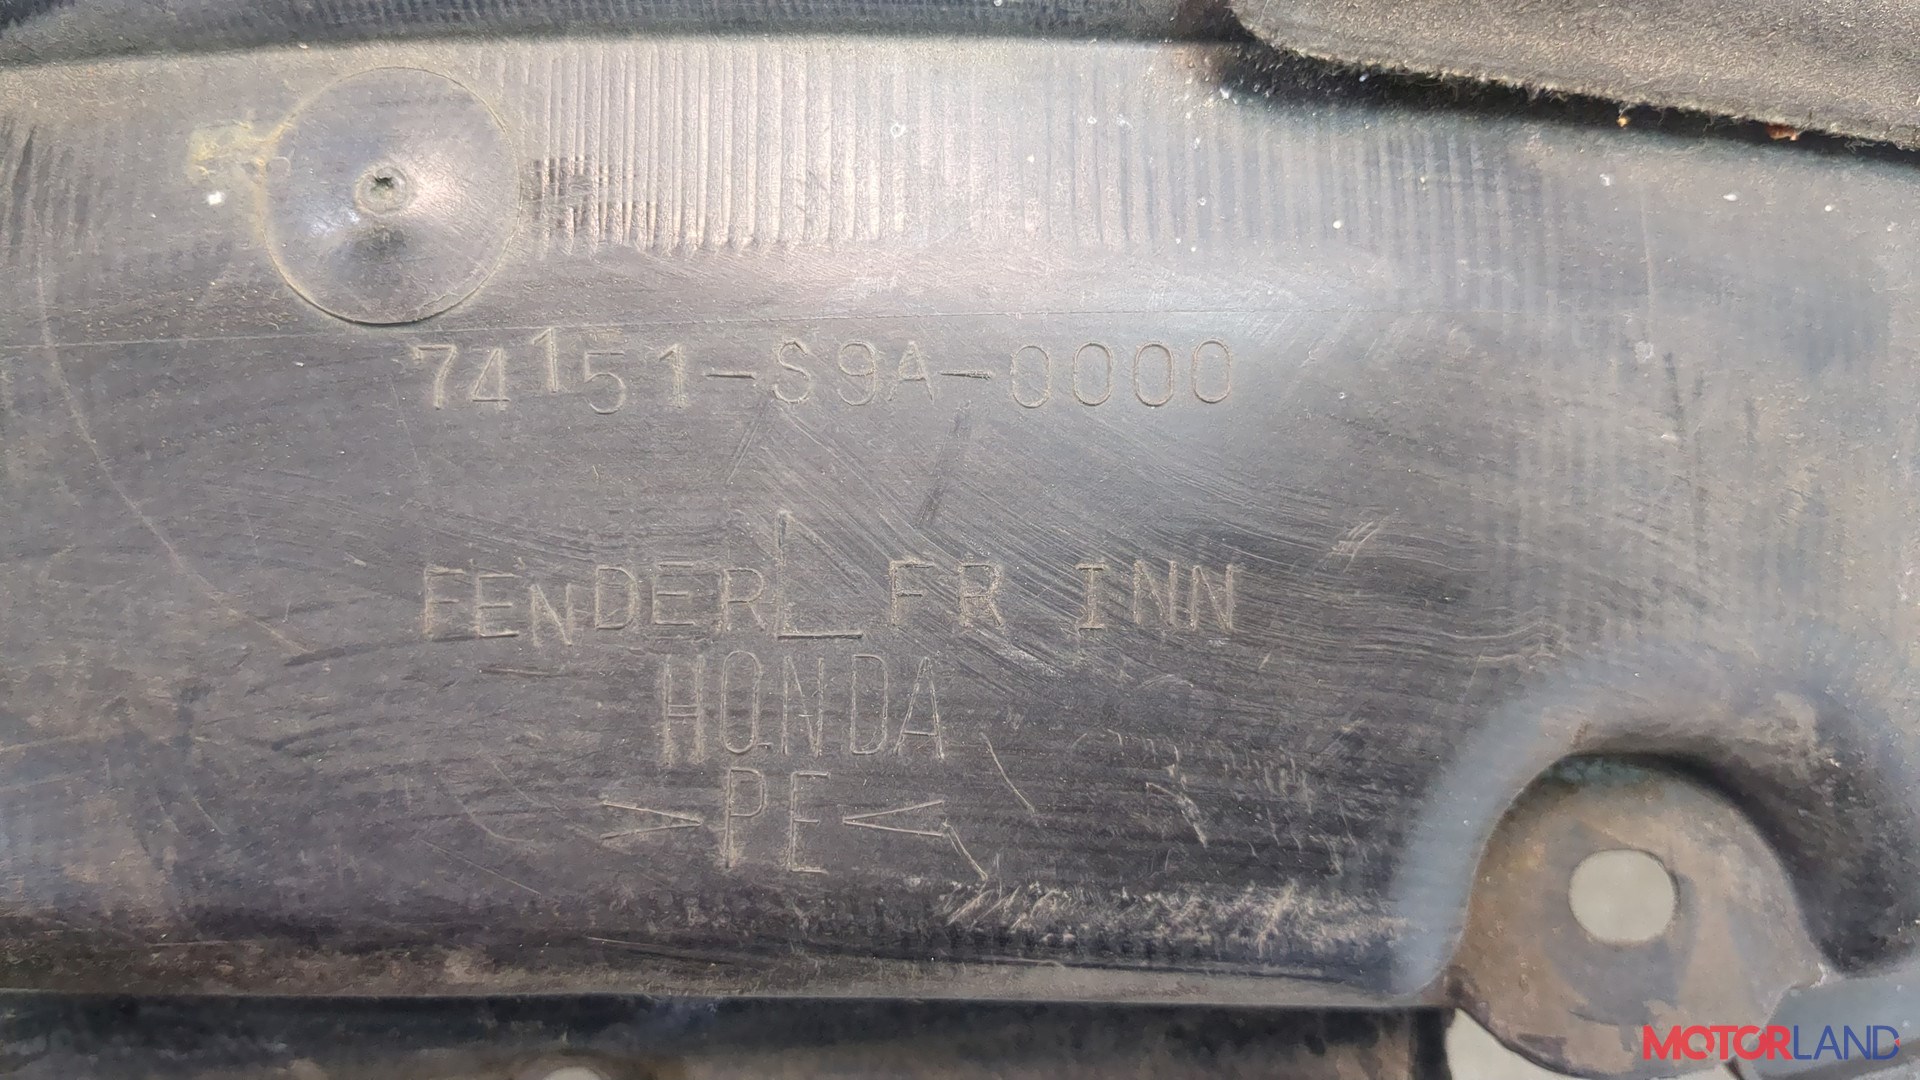 74151-S9A-0000
FENDER L FR INN
HONDA
>PE<
MOTORLAND